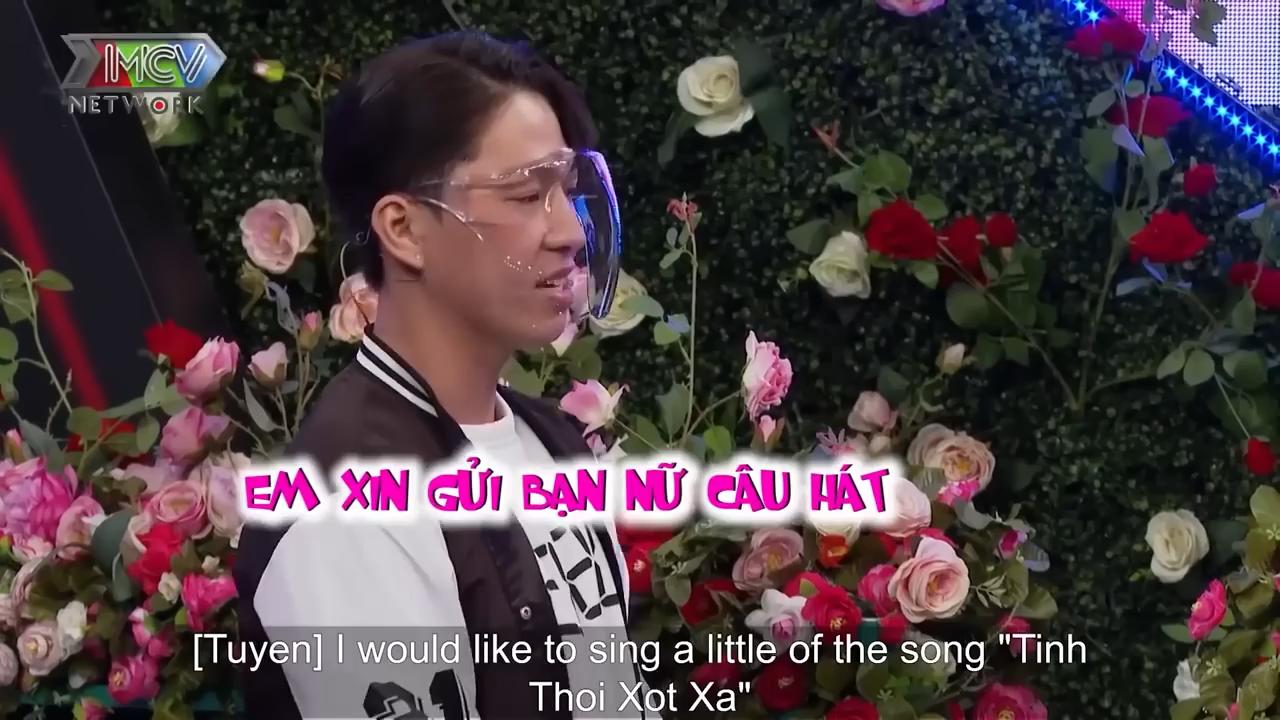 MCV
NETWORK
EM XIN GỬI BẠN NỮ CÂU HÁT
[Tuyen] I would like to sing a little of the song "Tinh
Thoi Xot Xa"